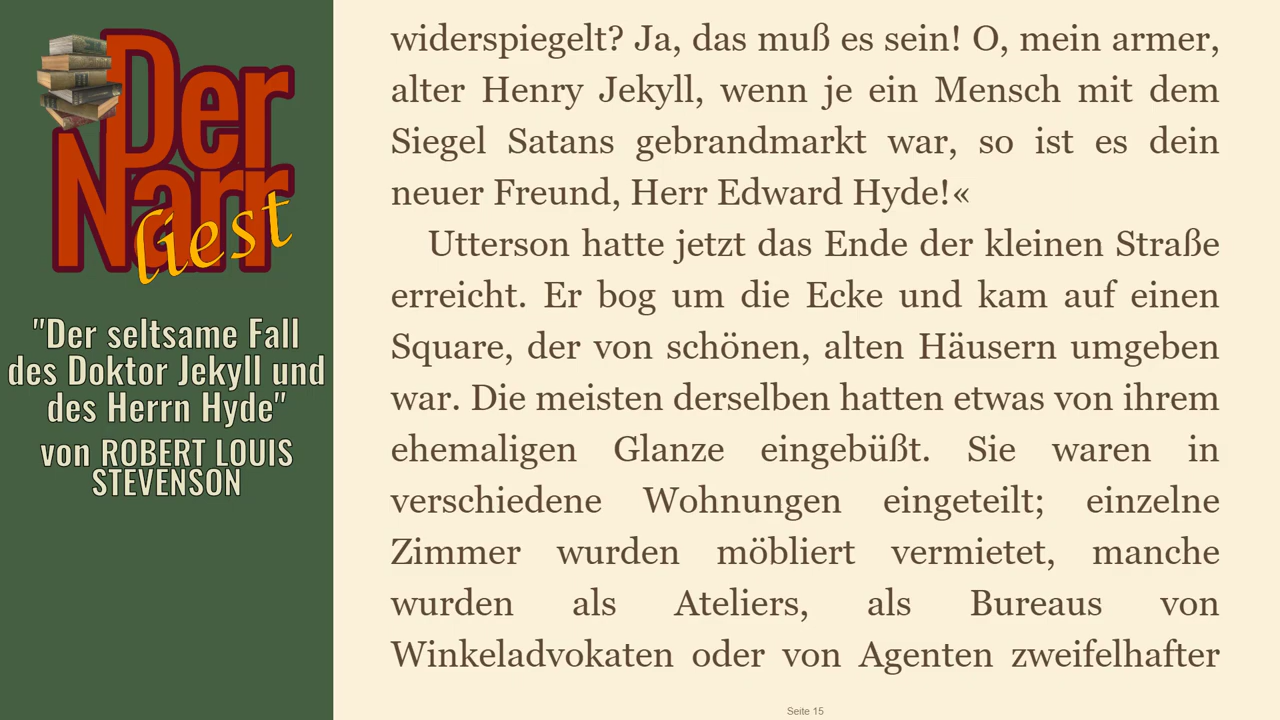 Der
Narr
liest
"Der seltsame Fall
des Doktor Jekyll und
des Herrn Hyde"
von ROBERT LOUIS
STEVENSON
widerspiegelt? Ja, das muß es sein! O, mein armer,
alter Henry Jekyll, wenn je ein Mensch mit dem
Siegel Satans gebrandmarkt war, so ist es dein
neuer Freund, Herr Edward Hyde!«
Utterson hatte jetzt das Ende der kleinen Straße
erreicht. Er bog um die Ecke und kam auf einen
Square, der von schönen, alten Häusern umgeben
war. Die meisten derselben hatten etwas von ihrem
ehemaligen Glanze eingebüßt. Sie waren in
verschiedene Wohnungen eingeteilt; einzelne
Zimmer wurden möbliert vermietet, manche
wurden als Ateliers, als Bureaus von
Winkeladvokaten oder von Agenten zweifelhafter
Seite 15